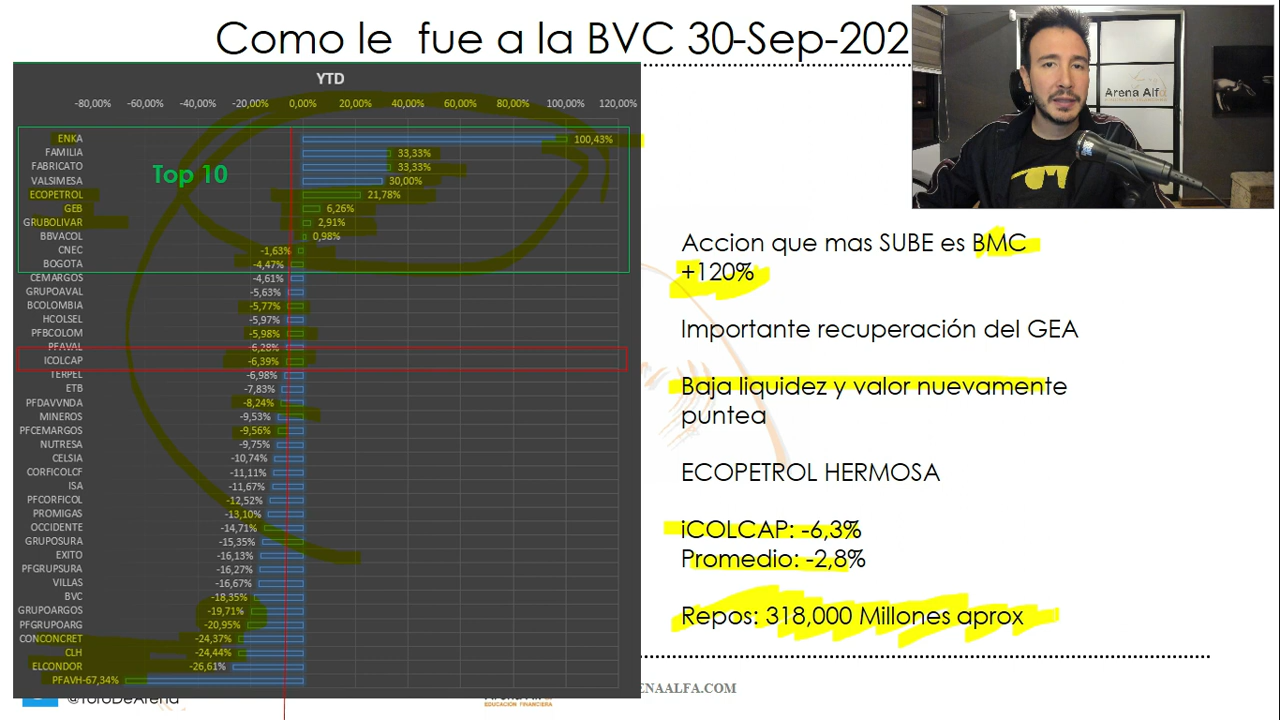 Como le fue a la BVC 30-Sep-202
YTD
-80,00% -60,00% -40,00% -20,00% 0,00% 20,00% 40,00% 60,00% 80,00% 100,00% 120,00%
Top 10
ENKA 100,43%
FAMILIA 33,33%
FABRICATO 33,33%
VALSIMESA 30,00%
ECOPETROL 21,78%
GEB 6,26%
GRUBOLIVAR 2,91%
BBVACOL 0,98%
CNEC -1,63%
BOGOTA -4,47%
CEMARGOS -4,61%
GRUPOAVAL -5,63%
BCOLOMBIA -5,77%
HCOLSEL -5,97%
PFBCOLOM -5,98%
PFAVAL -6,28%
ICOLCAP -6,39%
TERPEL -6,98%
ETB -7,83%
PFDAVVNDA -8,24%
MINEROS -9,53%
PFCEMARGOS -9,56%
NUTRESA -9,75%
CELSIA -10,74%
CORFICOLCF -11,11%
ISA -11,67%
PFCORFICOL -12,52%
PROMIGAS -13,10%
OCCIDENTE -14,71%
GRUPOSURA -15,35%
EXITO -16,13%
PFGRUPSURA -16,27%
VILLAS -16,67%
BVC -18,35%
GRUPOARGOS -19,71%
PFGRUPOARG -20,95%
CONCONCRET -24,37%
CLH -24,44%
ELCONDOR -26,61%
PFAVH -67,34%
Arena Alfa
Accion que mas SUBE es BMC
+120%
Importante recuperación del GEA
Baja liquidez y valor nuevamente
puntea
ECOPETROL HERMOSA
iCOLCAP: -6,3%
Promedio: -2,8%
Repos: 318,000 Millones aprox
@ToroDeArena
Arena Alfa
EDUCACIÓN FINANCIERA
ENAALFA.COM